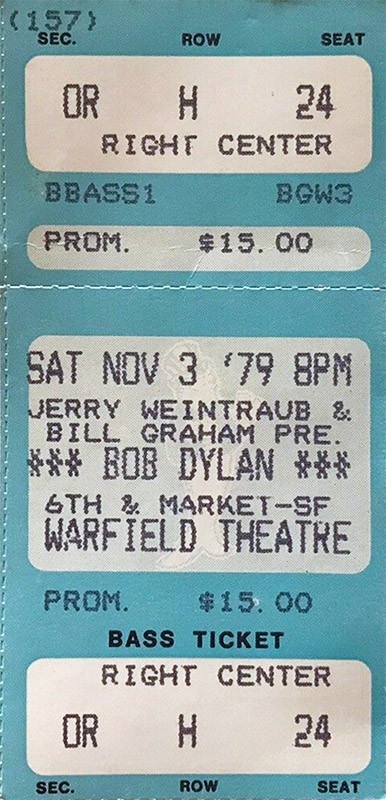 (157)
SEC. ROW SEAT
OR H 24
RIGHT CENTER
BBASS1 BGW3
PROM. $15.00
SAT NOV 3 '79 8PM
JERRY WEINTRAUB &
BILL GRAHAM PRE.
*** BOB DYLAN ***
6TH & MARKET-SF
WARFIELD THEATRE
PROM. $15.00
BASS TICKET
RIGHT CENTER
OR H 24
SEC. ROW SEAT